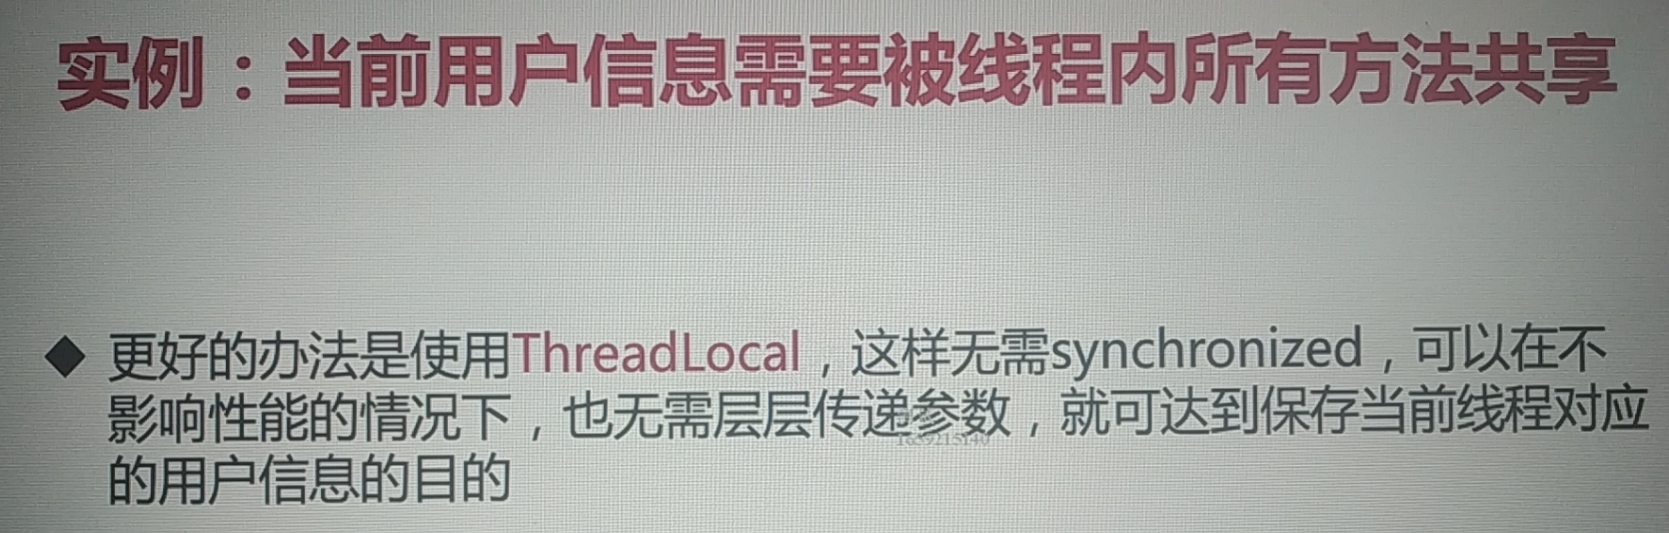 实例：当前用户信息需要被线程内所有方法共享
◆ 更好的办法是使用ThreadLocal，这样无需synchronized，可以在不
影响性能的情况下，也无需层层传递参数，就可达到保存当前线程对应
的用户信息的目的